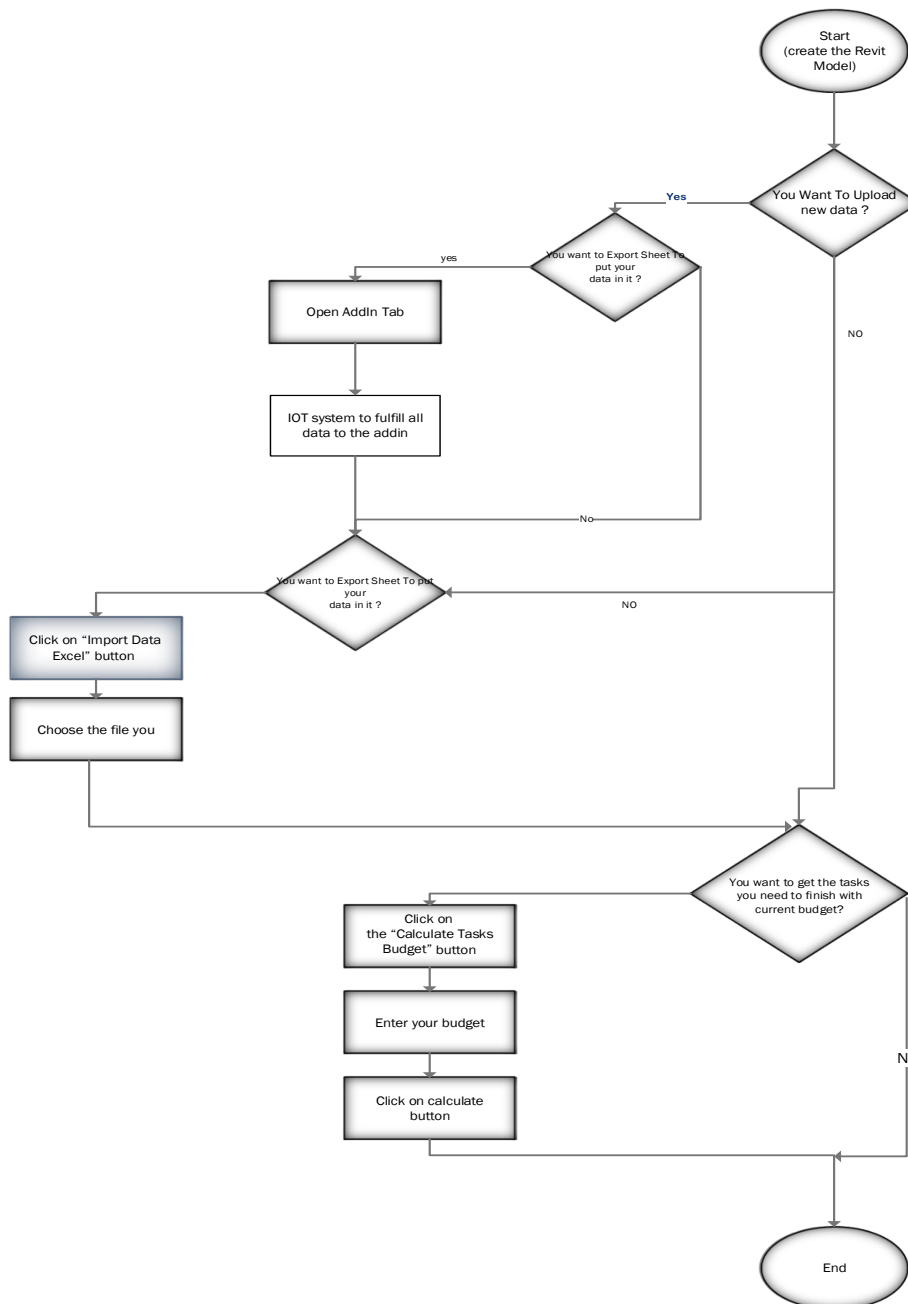 Start
(create the Revit
Model)
You Want To Upload
new data ?
Yes
You want to Export Sheet To
put your
data in it ?
yes
Open AddIn Tab
NO
IOT system to fulfill all
data to the addin
No
You want to Export Sheet To put
your
data in it ?
NO
Click on “Import Data
Excel” button
Choose the file you
You want to get the tasks
you need to finish with
current budget?
Click on
the “Calculate Tasks
Budget” button
Enter your budget
N
Click on calculate
button
End